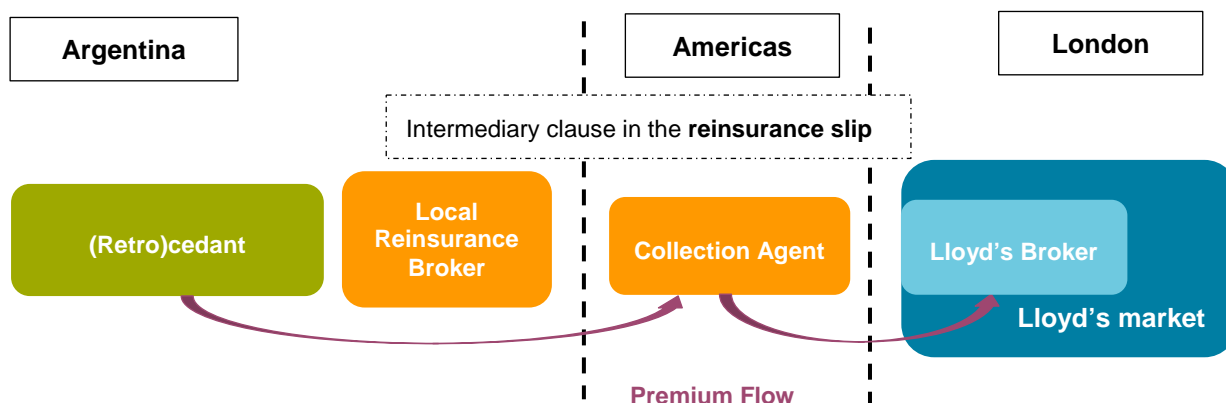 Argentina
Americas
London
Intermediary clause in the reinsurance slip
(Retro)cedant
Local
Reinsurance
Broker
Collection Agent
Lloyd's Broker
Lloyd's market
Premium Flow